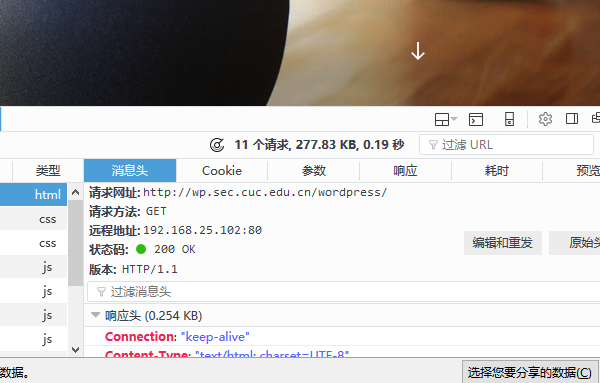 11 个请求, 277.83 KB, 0.19 秒 过滤 URL
类型 消息头 Cookie 参数 响应 耗时 预览
html
css
css
js
js
js
js
请求网址: http://wp.sec.cuc.edu.cn/wordpress/
请求方法: GET
远程地址: 192.168.25.102:80
状态码: 200 OK
编辑和重发 原始头
版本: HTTP/1.1
过滤消息头
响应头 (0.254 KB)
Connection: "keep-alive"
Content-Type: "text/html; charset=UTF-8"
数据。 选择您要分享的数据(C)